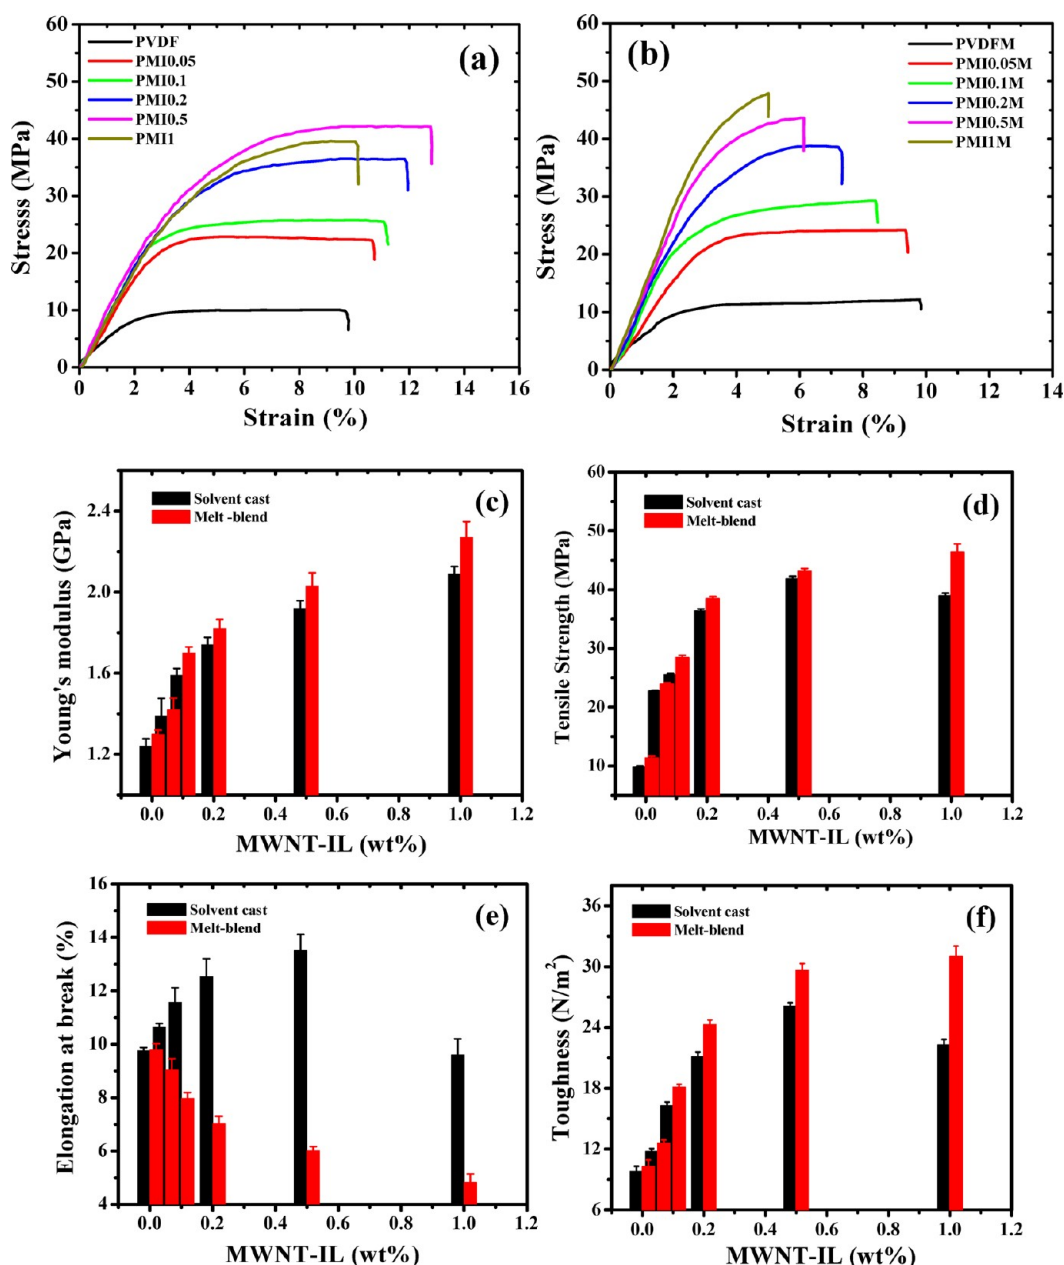 60
50
40
30
20
10
0
Stresss (MPa)
PVDF
PMI0.05
PMI0.1
PMI0.2
PMI0.5
PMI1
(a)
0 2 4 6 8 10 12 14 16
Strain (%)
60
50
40
30
20
10
0
Stress (MPa)
(b)
PVDFM
PMI0.05M
PMI0.1M
PMI0.2M
PMI0.5M
PMI1M
0 2 4 6 8 10 12 14
Strain (%)
2.4
2.0
1.6
1.2
Young's modulus (GPa)
Solvent cast
Melt -blend
(c)
0.0 0.2 0.4 0.6 0.8 1.0 1.2
MWNT-IL (wt%)
60
50
40
30
20
10
Tensile Strength (MPa)
Solvent cast
Melt-blend
(d)
0.0 0.2 0.4 0.6 0.8 1.0 1.2
MWNT-IL (wt%)
16
14
12
10
8
6
4
Elongation at break (%)
Solvent cast
Melt-blend
(e)
0.0 0.2 0.4 0.6 0.8 1.0 1.2
MWNT-IL (wt%)
36
30
24
18
12
6
Toughness (N/m²)
Solvent cast
Melt-blend
(f)
0.0 0.2 0.4 0.6 0.8 1.0 1.2
MWNT-IL (wt%)